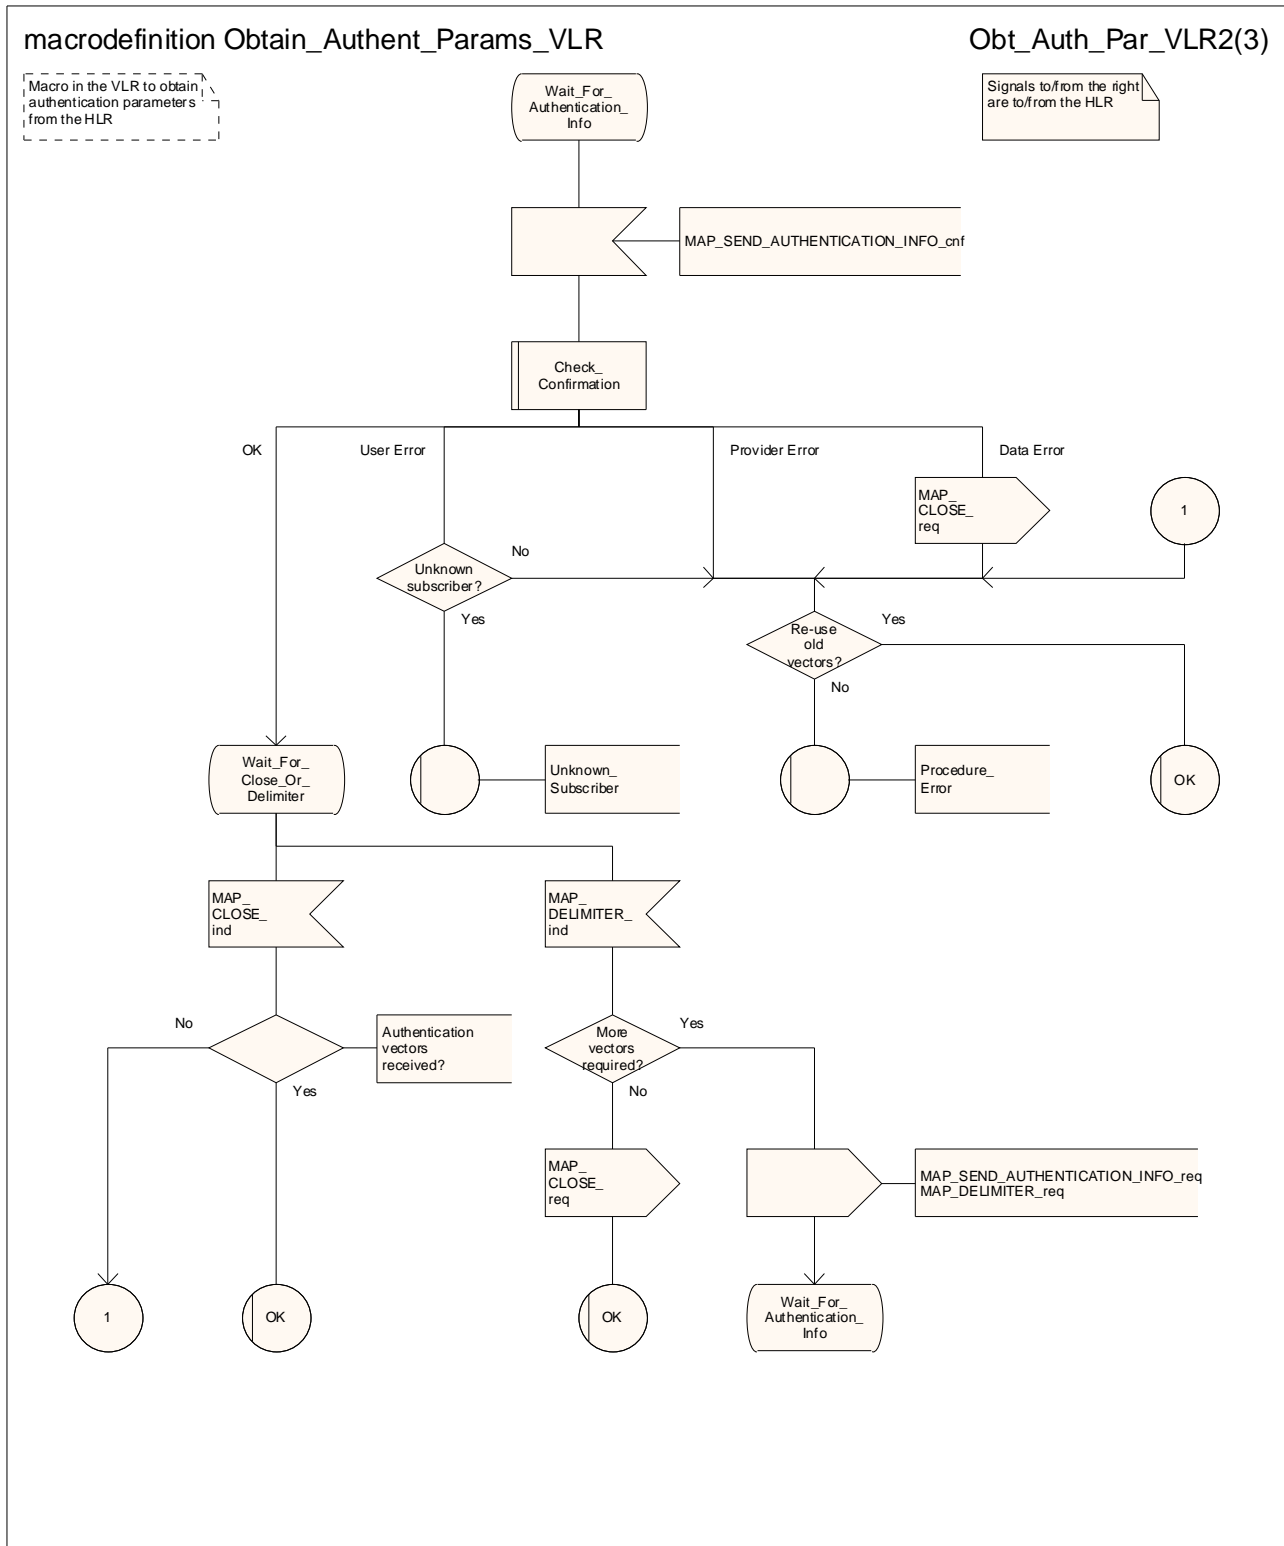 macrodefinition Obtain_Authent_Params_VLR
Obt_Auth_Par_VLR2(3)
Macro in the VLR to obtain
authentication parameters
from the HLR
Wait_For_
Authentication_
Info
Signals to/from the right
are to/from the HLR
MAP_SEND_AUTHENTICATION_INFO_cnf
Check_
Confirmation
OK
User Error
Provider Error
Data Error
MAP_
CLOSE_
req
1
Unknown
subscriber?
No
Yes
Re-use
old
vectors?
Yes
No
Wait_For_
Close_Or_
Delimiter
Unknown_
Subscriber
Procedure_
Error
OK
MAP_
CLOSE_
ind
MAP_
DELIMITER_
ind
No
Authentication
vectors
received?
Yes
More
vectors
required?
Yes
No
MAP_
CLOSE_
req
MAP_SEND_AUTHENTICATION_INFO_req
MAP_DELIMITER_req
1
OK
OK
Wait_For_
Authentication_
Info